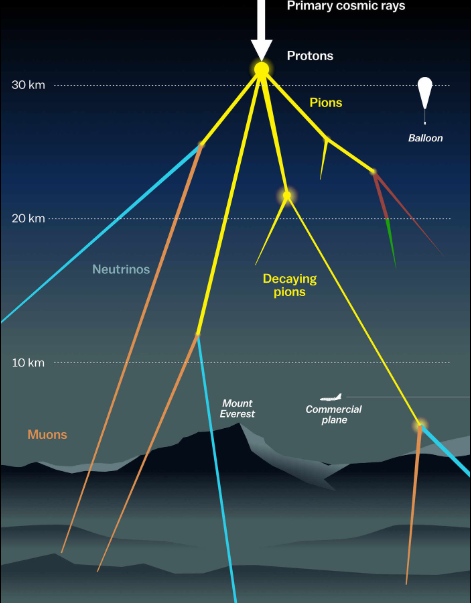 Primary cosmic rays
Protons
30 km
Pions
Balloon
20 km
Neutrinos
Decaying
pions
10 km
Mount
Everest
Commercial
plane
Muons